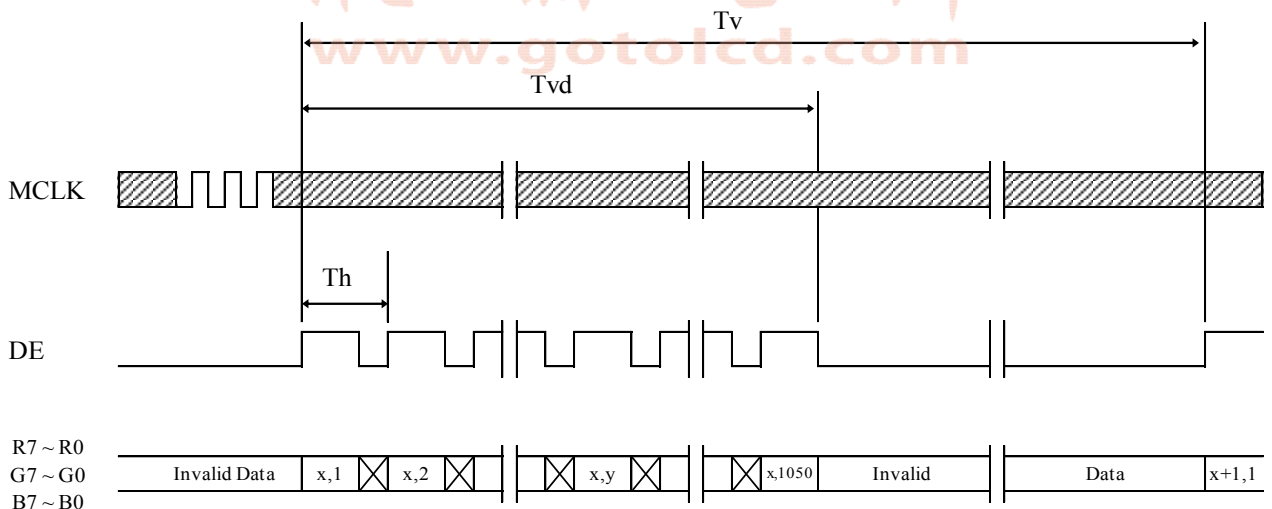 Tv
www.gotolcd.com
Tvd
MCLK
Th
DE
R7 ~ R0
G7 ~ G0
B7 ~ B0
Invalid Data x,1 x,2 x,y x,1050 Invalid Data x+1,1